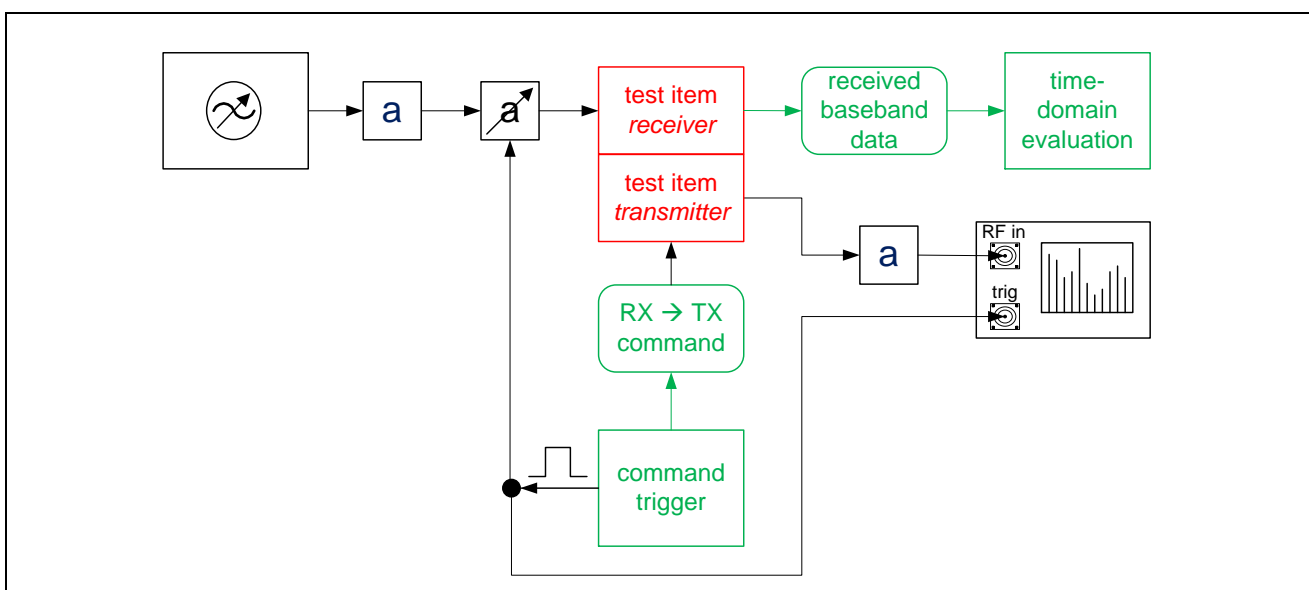 a
a
test item
receiver
received
baseband
data
time-
domain
evaluation
test item
transmitter
a
RF in
trig
RX → TX
command
command
trigger